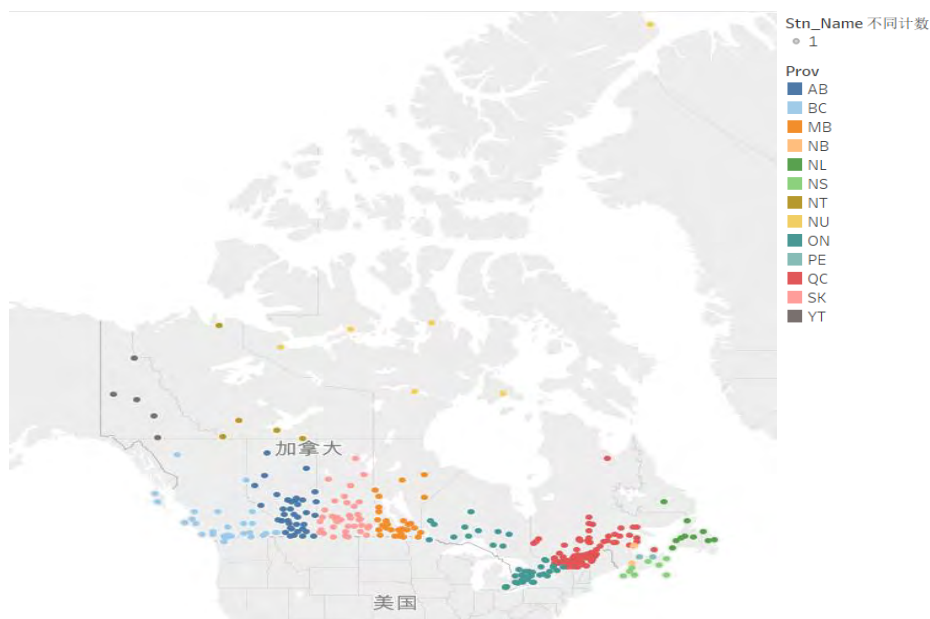 Stn_Name 不同计数
1
Prov
AB
BC
MB
NB
NL
NS
NT
NU
ON
PE
QC
SK
YT
加拿大
美国